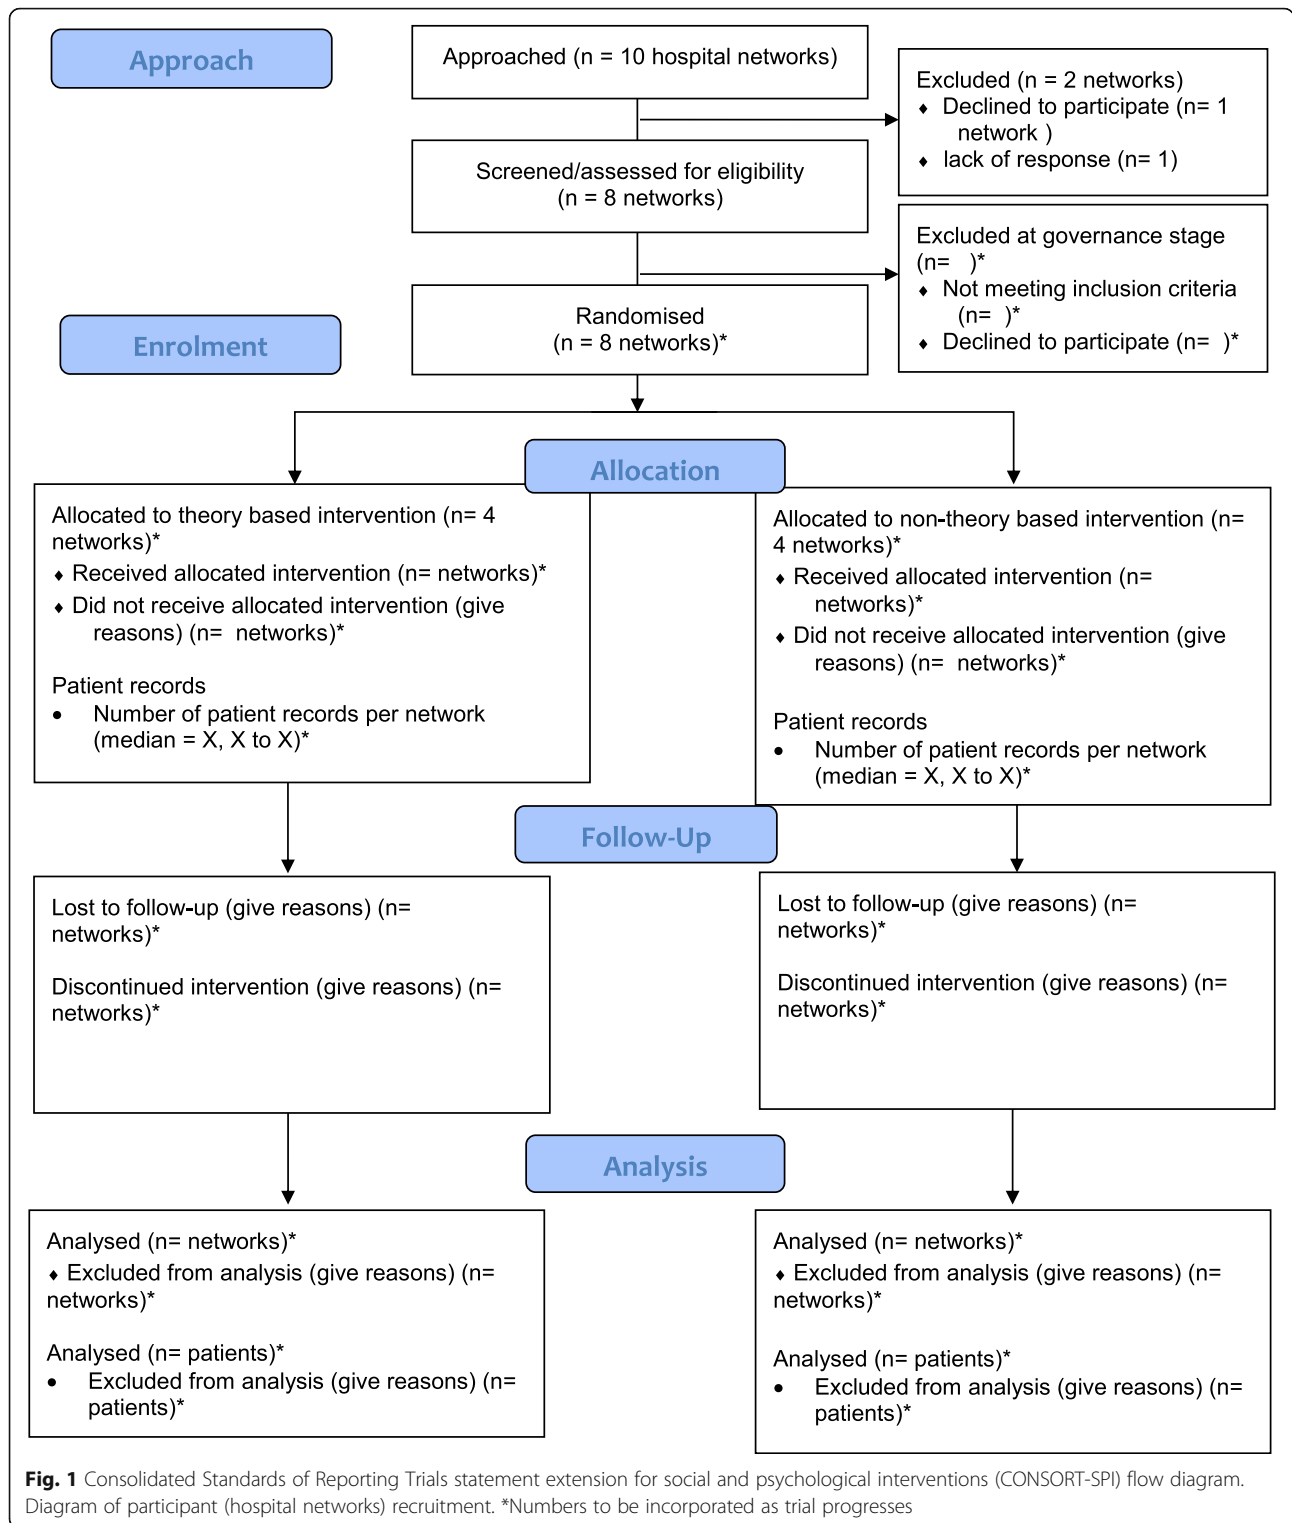 Approach
Approached (n = 10 hospital networks)
Excluded (n = 2 networks)
♦ Declined to participate (n= 1
network )
♦ lack of response (n= 1)
Screened/assessed for eligibility
(n = 8 networks)
Excluded at governance stage
(n=   )*
♦ Not meeting inclusion criteria
(n=  )*
♦ Declined to participate (n=  )*
Enrolment
Randomised
(n = 8 networks)*
Allocation
Allocated to theory based intervention (n= 4
networks)*
♦ Received allocated intervention (n= networks)*
♦ Did not receive allocated intervention (give
reasons) (n=  networks)*
Patient records
• Number of patient records per network
(median = X, X to X)*
Allocated to non-theory based intervention (n=
4 networks)*
♦ Received allocated intervention (n=
networks)*
♦ Did not receive allocated intervention (give
reasons) (n=  networks)*
Patient records
• Number of patient records per network
(median = X, X to X)*
Follow-Up
Lost to follow-up (give reasons) (n=
networks)*
Discontinued intervention (give reasons) (n=
networks)*
Lost to follow-up (give reasons) (n=
networks)*
Discontinued intervention (give reasons) (n=
networks)*
Analysis
Analysed (n= networks)*
♦ Excluded from analysis (give reasons) (n=
networks)*
Analysed (n= patients)*
• Excluded from analysis (give reasons) (n=
patients)*
Analysed (n= networks)*
♦ Excluded from analysis (give reasons) (n=
networks)*
Analysed (n= patients)*
• Excluded from analysis (give reasons) (n=
patients)*
Fig. 1 Consolidated Standards of Reporting Trials statement extension for social and psychological interventions (CONSORT-SPI) flow diagram.
Diagram of participant (hospital networks) recruitment. *Numbers to be incorporated as trial progresses